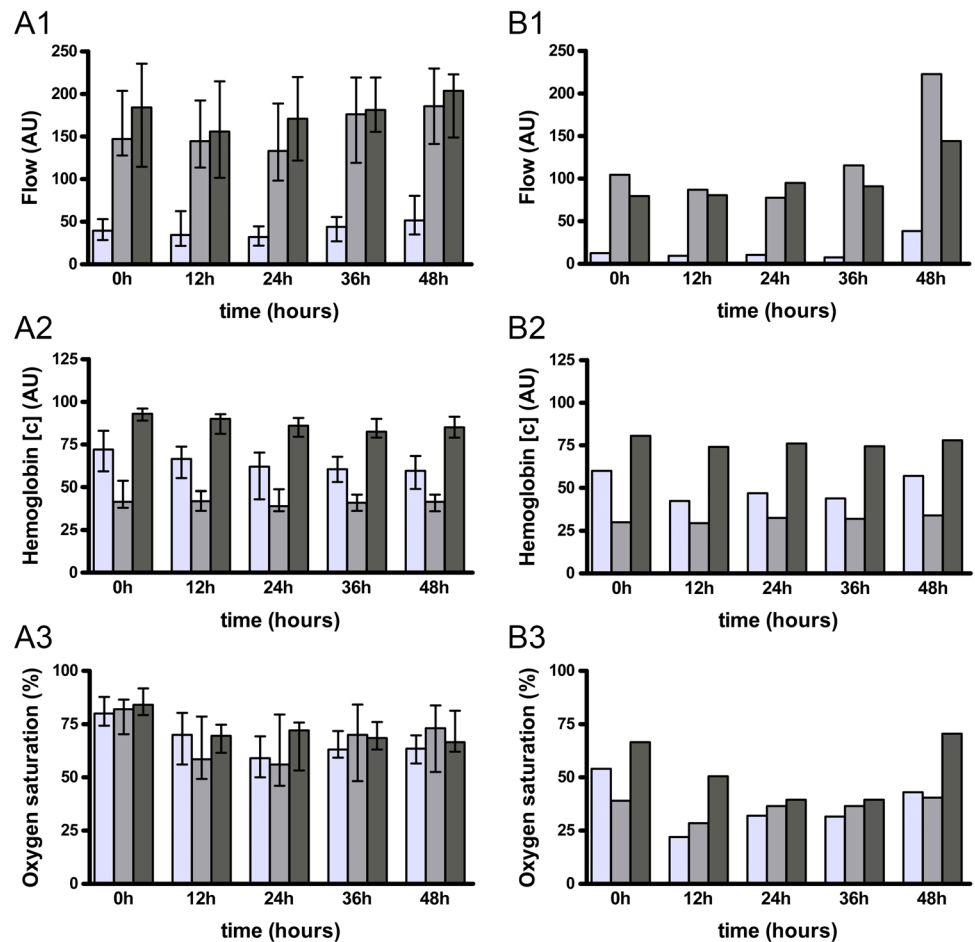 A1
250
200
150
100
50
0
Flow (AU)
0h 12h 24h 36h 48h
time (hours)
B1
250
200
150
100
50
0
Flow (AU)
0h 12h 24h 36h 48h
time (hours)
A2
125
100
75
50
25
0
Hemoglobin [c] (AU)
0h 12h 24h 36h 48h
time (hours)
B2
125
100
75
50
25
0
Hemoglobin [c] (AU)
0h 12h 24h 36h 48h
time (hours)
A3
100
75
50
25
0
Oxygen saturation (%)
0h 12h 24h 36h 48h
time (hours)
B3
100
75
50
25
0
Oxygen saturation (%)
0h 12h 24h 36h 48h
time (hours)